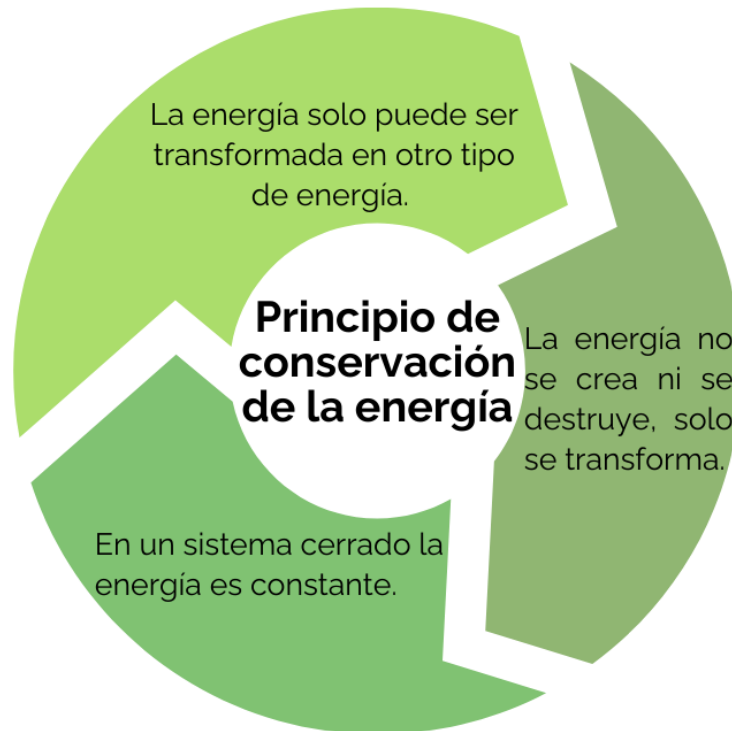 La energía solo puede ser
transformada en otro tipo
de energía.
Principio de
conservación
de la energía
La energía no
se crea ni se
destruye, solo
se transforma.
En un sistema cerrado la
energía es constante.